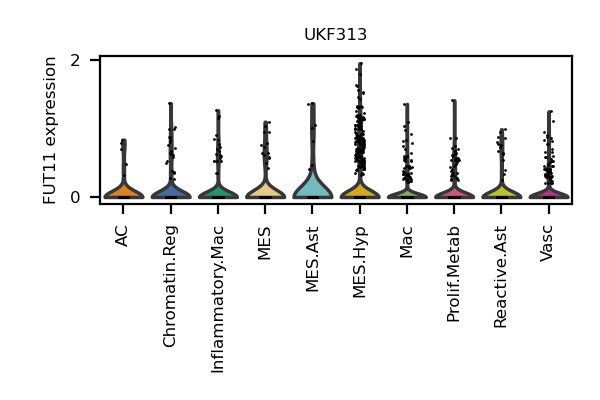 UKF313
FUT11 expression
2
0
AC
Chromatin.Reg
Inflammatory.Mac
MES
MES.Ast
MES.Hyp
Mac
Prolif.Metab
Reactive.Ast
Vasc